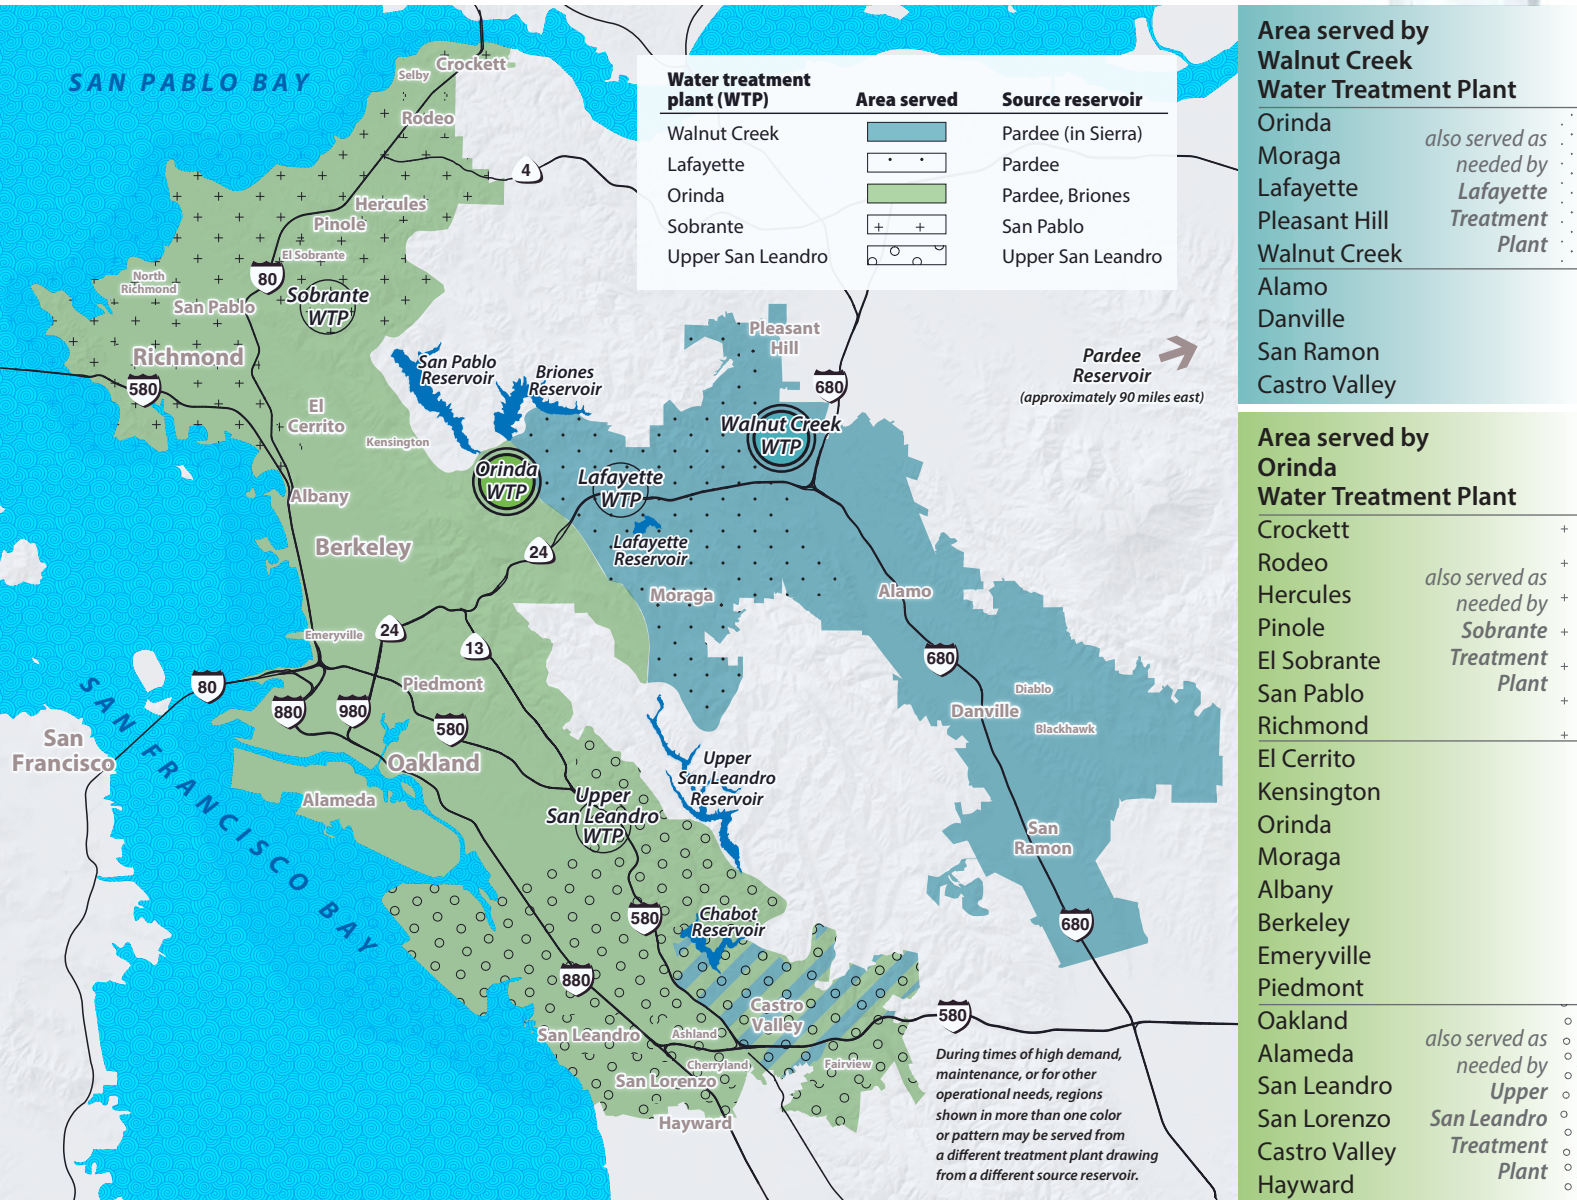 SAN PABLO BAY
Crockett
Selby
Rodeo
4
Hercules
Pinole
El Sobrante
80
North
Richmond
San Pablo
Sobrante
WTP
Richmond
580
El
Cerrito
Kensington
Albany
Berkeley
Emeryville
San Pablo
Reservoir
Briones
Reservoir
Orinda
WTP
Lafayette
WTP
Walnut Creek
WTP
Pleasant
Hill
680
Pardee
Reservoir
(approximately 90 miles east)
Lafayette
Reservoir
24
Moraga
Alamo
24
13
680
80
880
980
Piedmont
580
Diablo
Danville
Blackhawk
San
Francisco
SAN FRANCISCO BAY
Oakland
Alameda
Upper
San Leandro
Reservoir
Upper
San Leandro
WTP
San
Ramon
580
Chabot
Reservoir
680
880
Castro
Valley
580
San Leandro
Ashland
Cherryland
Fairview
San Lorenzo
Hayward
During times of high demand,
maintenance, or for other
operational needs, regions
shown in more than one color
or pattern may be served from
a different treatment plant drawing
from a different source reservoir.
Water treatment
plant (WTP) Area served Source reservoir
Walnut Creek Pardee (in Sierra)
Lafayette Pardee
Orinda Pardee, Briones
Sobrante San Pablo
Upper San Leandro Upper San Leandro
Area served by
Walnut Creek
Water Treatment Plant
Orinda
Moraga
Lafayette
Pleasant Hill
Walnut Creek
also served as
needed by
Lafayette
Treatment
Plant
Alamo
Danville
San Ramon
Castro Valley
Area served by
Orinda
Water Treatment Plant
Crockett
Rodeo
Hercules
Pinole
El Sobrante
San Pablo
Richmond
also served as
needed by
Sobrante
Treatment
Plant
El Cerrito
Kensington
Orinda
Moraga
Albany
Berkeley
Emeryville
Piedmont
Oakland
Alameda
San Leandro
San Lorenzo
Castro Valley
Hayward
also served as
needed by
Upper
San Leandro
Treatment
Plant